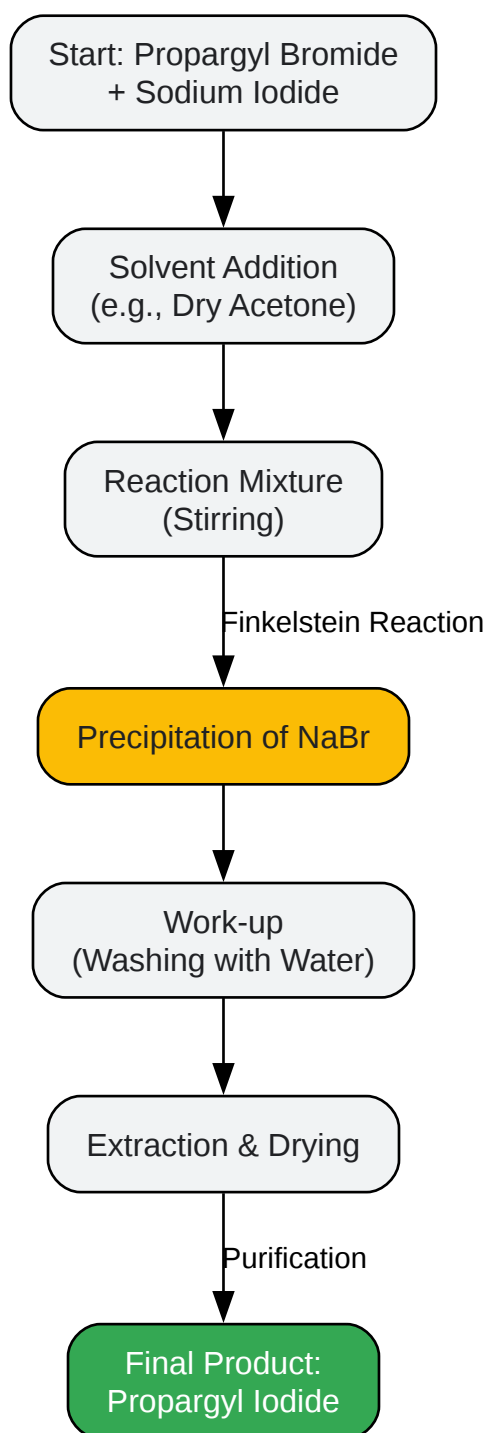 Start: Propargyl Bromide
+ Sodium Iodide
Solvent Addition
(e.g., Dry Acetone)
Reaction Mixture
(Stirring)
Finkelstein Reaction
Precipitation of NaBr
Work-up
(Washing with Water)
Extraction & Drying
Purification
Final Product:
Propargyl Iodide